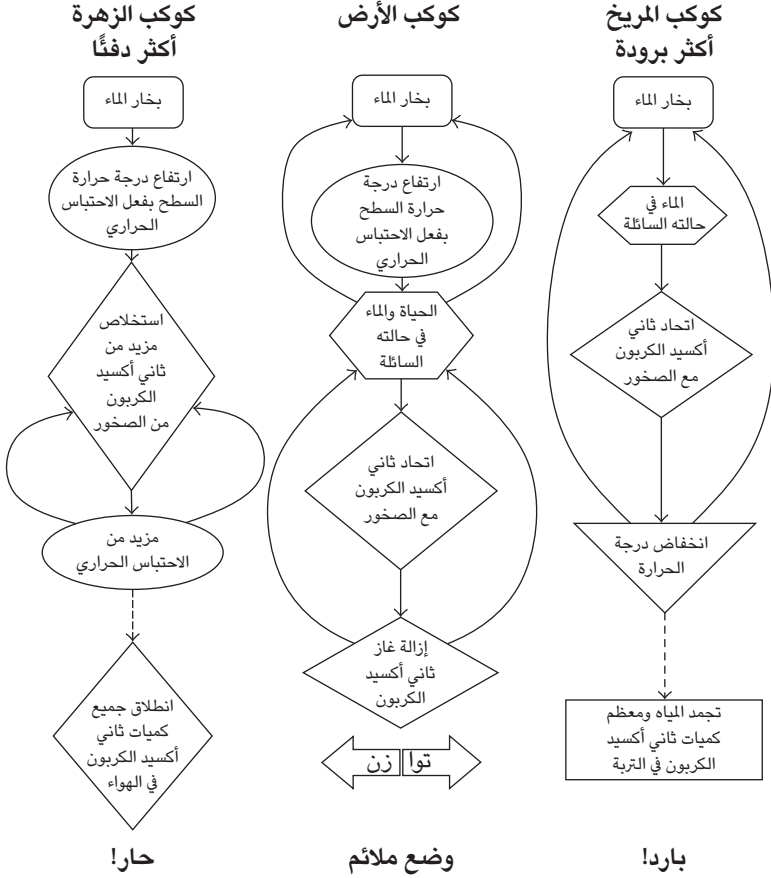 كوكب المريخ
أكثر برودة
بخار الماء
الماء في
حالته السائلة
اتحاد ثاني
أكسيد الكربون
مع الصخور
انخفاض درجة
الحرارة
تجمد المياه ومعظم
كميات ثاني أكسيد
الكربون في التربة
بارد!
كوكب الأرض
بخار الماء
ارتفاع درجة
حرارة السطح
بفعل الاحتباس
الحراري
الحياة والماء
في حالته
السائلة
اتحاد ثاني
أكسيد الكربون
مع الصخور
إزالة غاز
ثاني أكسيد
الكربون
توا زن
وضع ملائم
كوكب الزهرة
أكثر دفئًا
بخار الماء
ارتفاع درجة حرارة
السطح بفعل الاحتباس
الحراري
استخلاص
مزيد من
ثاني أكسيد
الكربون
من الصخور
مزيد من
الاحتباس الحراري
انطلاق جميع
كميات ثاني
أكسيد الكربون
في الهواء
حار!